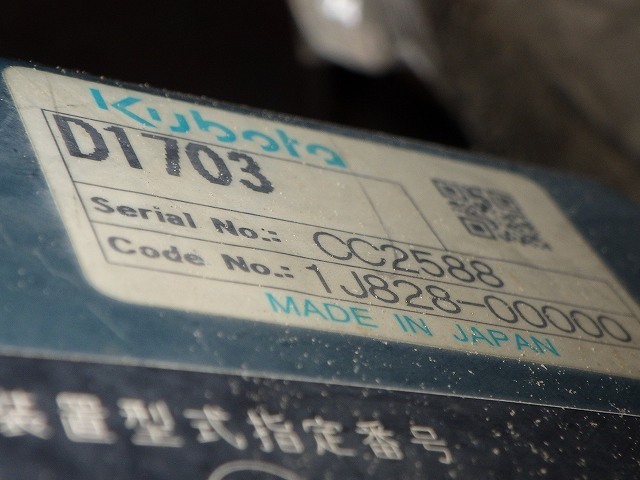 Kubota
D1703
Serial No.: CC2588
Code No.: 1J828-00000
MADE IN JAPAN
装置型式指定番号